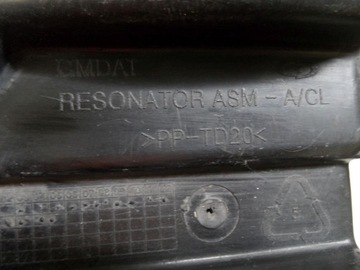 GMDAT
RESONATOR ASM - A/CL
>PP-TD20<